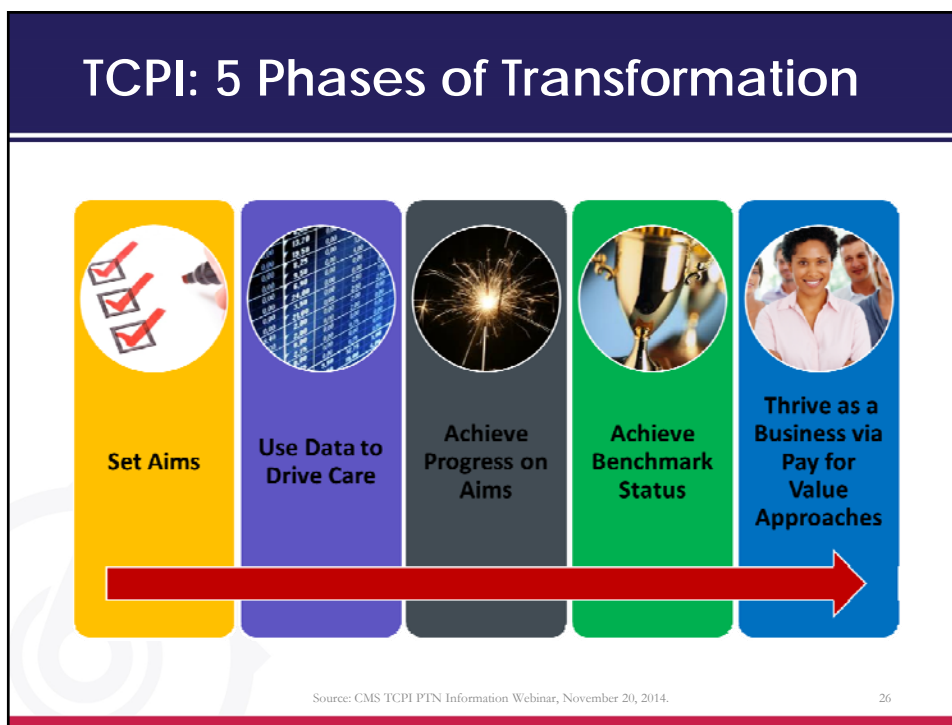 TCPI: 5 Phases of Transformation
Set Aims
Use Data to
Drive Care
Achieve
Progress on
Aims
Achieve
Benchmark
Status
Thrive as a
Business via
Pay for
Value
Approaches
Source: CMS TCPI PTN Information Webinar, November 20, 2014.
26